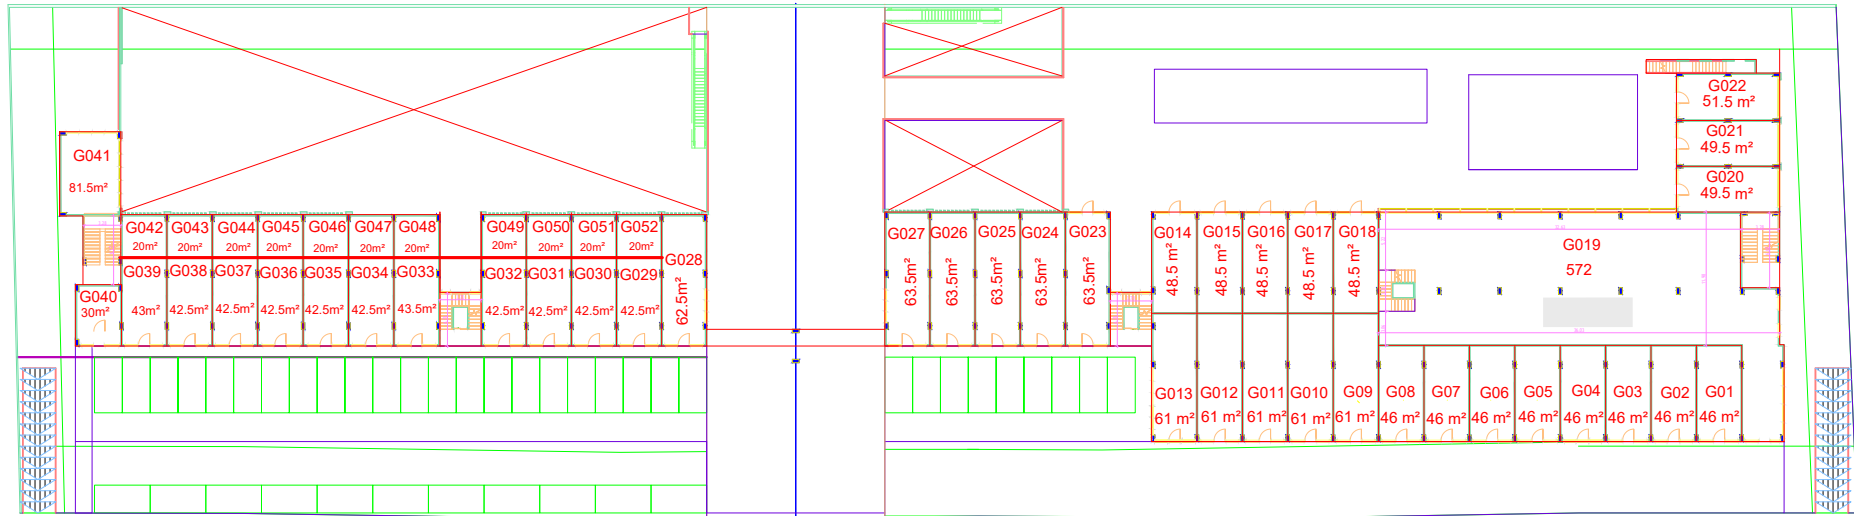 G022
51.5 m²
G021
49.5 m²
G020
49.5 m²
G041
81.5m²
G042
20m²
G043
20m²
G044
20m²
G045
20m²
G046
20m²
G047
20m²
G048
20m²
G049
20m²
G050
20m²
G051
20m²
G052
20m²
G028
62.5m²
G040
30m²
G039
43m²
G038
42.5m²
G037
42.5m²
G036
42.5m²
G035
42.5m²
G034
42.5m²
G033
43.5m²
G032
42.5m²
G031
42.5m²
G030
42.5m²
G029
42.5m²
G027
63.5m²
G026
63.5m²
G025
63.5m²
G024
63.5m²
G023
63.5m²
G014
48.5 m²
G015
48.5 m²
G016
48.5 m²
G017
48.5 m²
G018
48.5 m²
G019
572
G013
61 m²
G012
61 m²
G011
61 m²
G010
61 m²
G09
61 m²
G08
46 m²
G07
46 m²
G06
46 m²
G05
46 m²
G04
46 m²
G03
46 m²
G02
46 m²
G01
46 m²